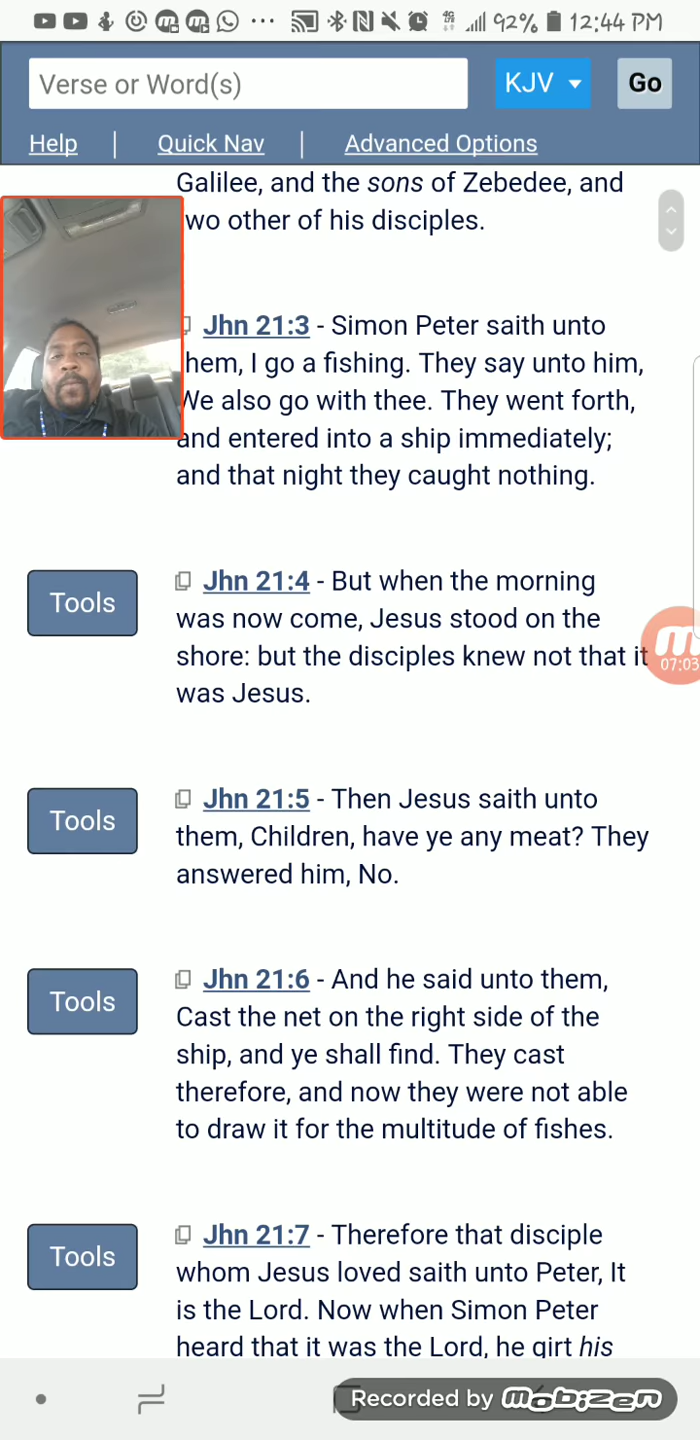 92% 12:44 PM
Verse or Word(s)
KJV
Go
Help | Quick Nav | Advanced Options
Galilee, and the sons of Zebedee, and
wo other of his disciples.
Jhn 21:3 - Simon Peter saith unto
hem, I go a fishing. They say unto him,
We also go with thee. They went forth,
and entered into a ship immediately;
and that night they caught nothing.
Tools
Jhn 21:4 - But when the morning
was now come, Jesus stood on the
shore: but the disciples knew not that it
was Jesus.
07:03
Tools
Jhn 21:5 - Then Jesus saith unto
them, Children, have ye any meat? They
answered him, No.
Tools
Jhn 21:6 - And he said unto them,
Cast the net on the right side of the
ship, and ye shall find. They cast
therefore, and now they were not able
to draw it for the multitude of fishes.
Tools
Jhn 21:7 - Therefore that disciple
whom Jesus loved saith unto Peter, It
is the Lord. Now when Simon Peter
heard that it was the Lord, he girt his
Recorded by mobizen